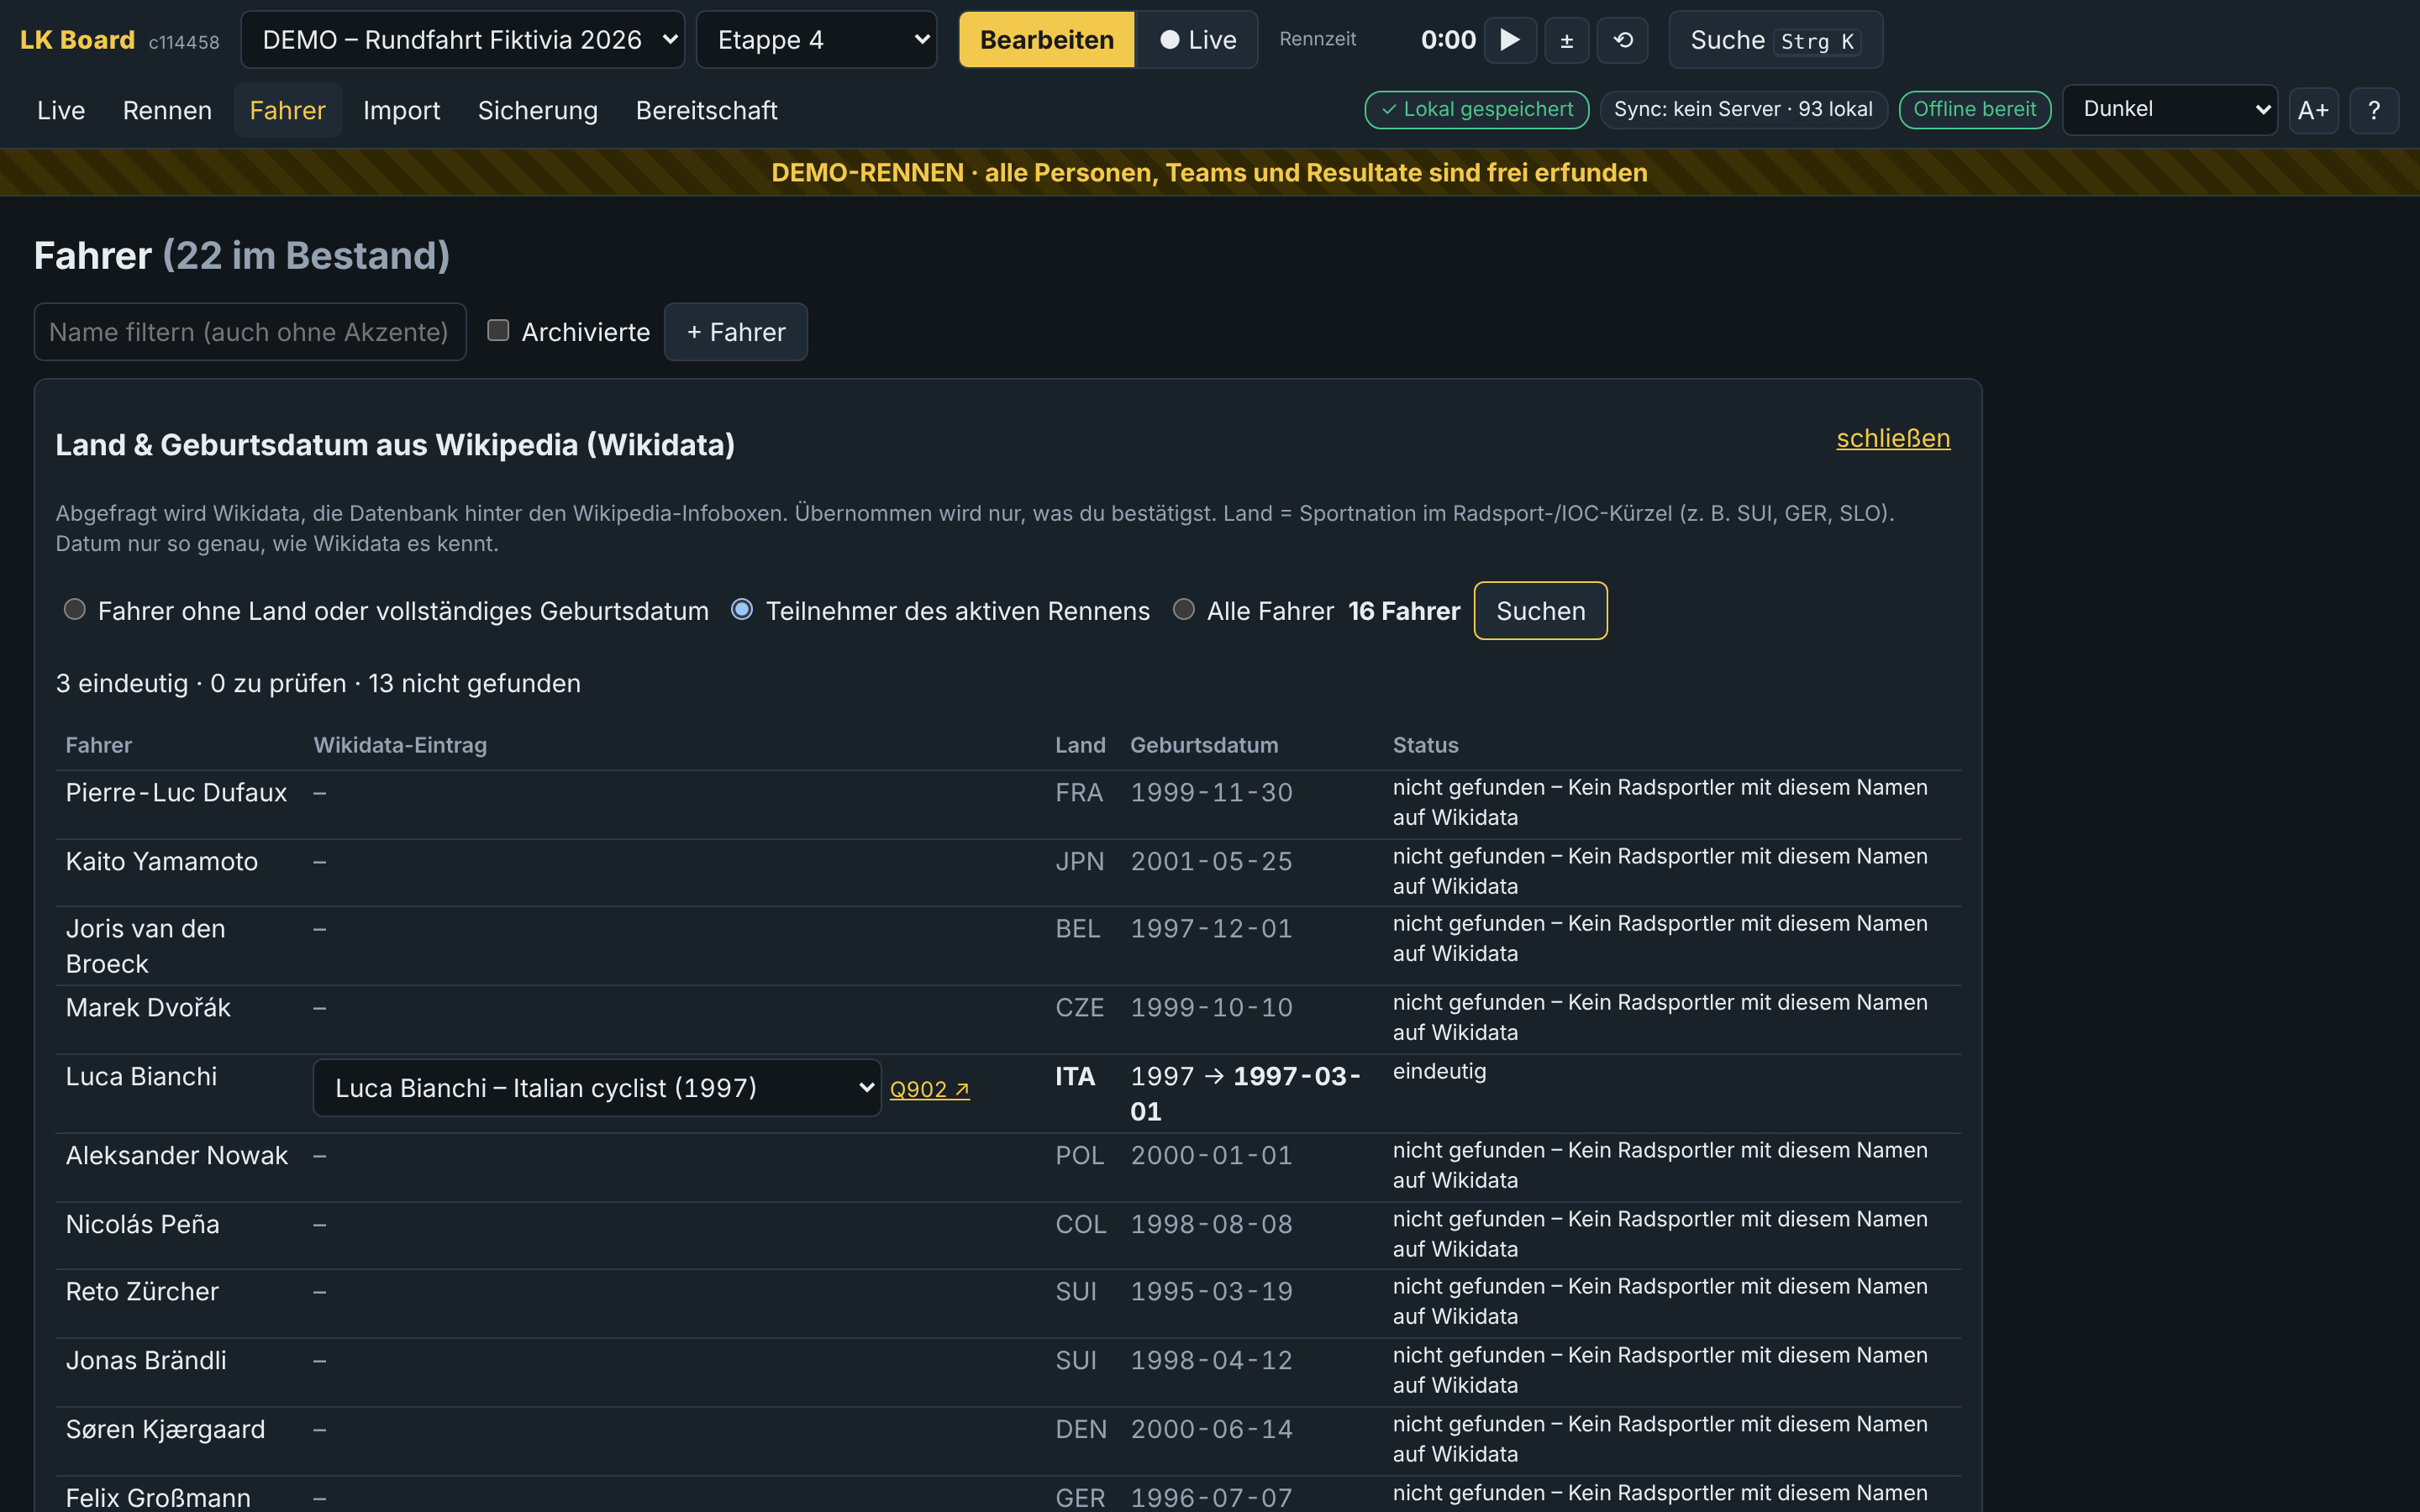 LK Board c114458 DEMO – Rundfahrt Fiktivia 2026 Etappe 4 Bearbeiten Live Rennzeit 0:00 ▶ ± ⟲ Suche Strg K
Live Rennen Fahrer Import Sicherung Bereitschaft ✓ Lokal gespeichert Sync: kein Server · 93 lokal Offline bereit Dunkel A+ ?
DEMO-RENNEN · alle Personen, Teams und Resultate sind frei erfunden
Fahrer (22 im Bestand)
Name filtern (auch ohne Akzente) Archivierte + Fahrer
Land & Geburtsdatum aus Wikipedia (Wikidata) schließen
Abgefragt wird Wikidata, die Datenbank hinter den Wikipedia-Infoboxen. Übernommen wird nur, was du bestätigst. Land = Sportnation im Radsport-/IOC-Kürzel (z. B. SUI, GER, SLO).
Datum nur so genau, wie Wikidata es kennt.
Fahrer ohne Land oder vollständiges Geburtsdatum Teilnehmer des aktiven Rennens Alle Fahrer 16 Fahrer Suchen
3 eindeutig · 0 zu prüfen · 13 nicht gefunden
Fahrer Wikidata-Eintrag Land Geburtsdatum Status
Pierre-Luc Dufaux – FRA 1999-11-30 nicht gefunden – Kein Radsportler mit diesem Namen
auf Wikidata
Kaito Yamamoto – JPN 2001-05-25 nicht gefunden – Kein Radsportler mit diesem Namen
auf Wikidata
Joris van den – BEL 1997-12-01 nicht gefunden – Kein Radsportler mit diesem Namen
Broeck auf Wikidata
Marek Dvořák – CZE 1999-10-10 nicht gefunden – Kein Radsportler mit diesem Namen
auf Wikidata
Luca Bianchi Luca Bianchi – Italian cyclist (1997) Q902 ↗ ITA 1997 → 1997-03- eindeutig
01
Aleksander Nowak – POL 2000-01-01 nicht gefunden – Kein Radsportler mit diesem Namen
auf Wikidata
Nicolás Peña – COL 1998-08-08 nicht gefunden – Kein Radsportler mit diesem Namen
auf Wikidata
Reto Zürcher – SUI 1995-03-19 nicht gefunden – Kein Radsportler mit diesem Namen
auf Wikidata
Jonas Brändli – SUI 1998-04-12 nicht gefunden – Kein Radsportler mit diesem Namen
auf Wikidata
Søren Kjærgaard – DEN 2000-06-14 nicht gefunden – Kein Radsportler mit diesem Namen
auf Wikidata
Felix Großmann – GER 1996-07-07 nicht gefunden – Kein Radsportler mit diesem Namen